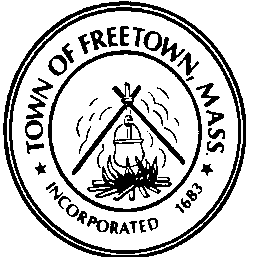 TOWN OF FREETOWN, MASS
INCORPORATED 1683